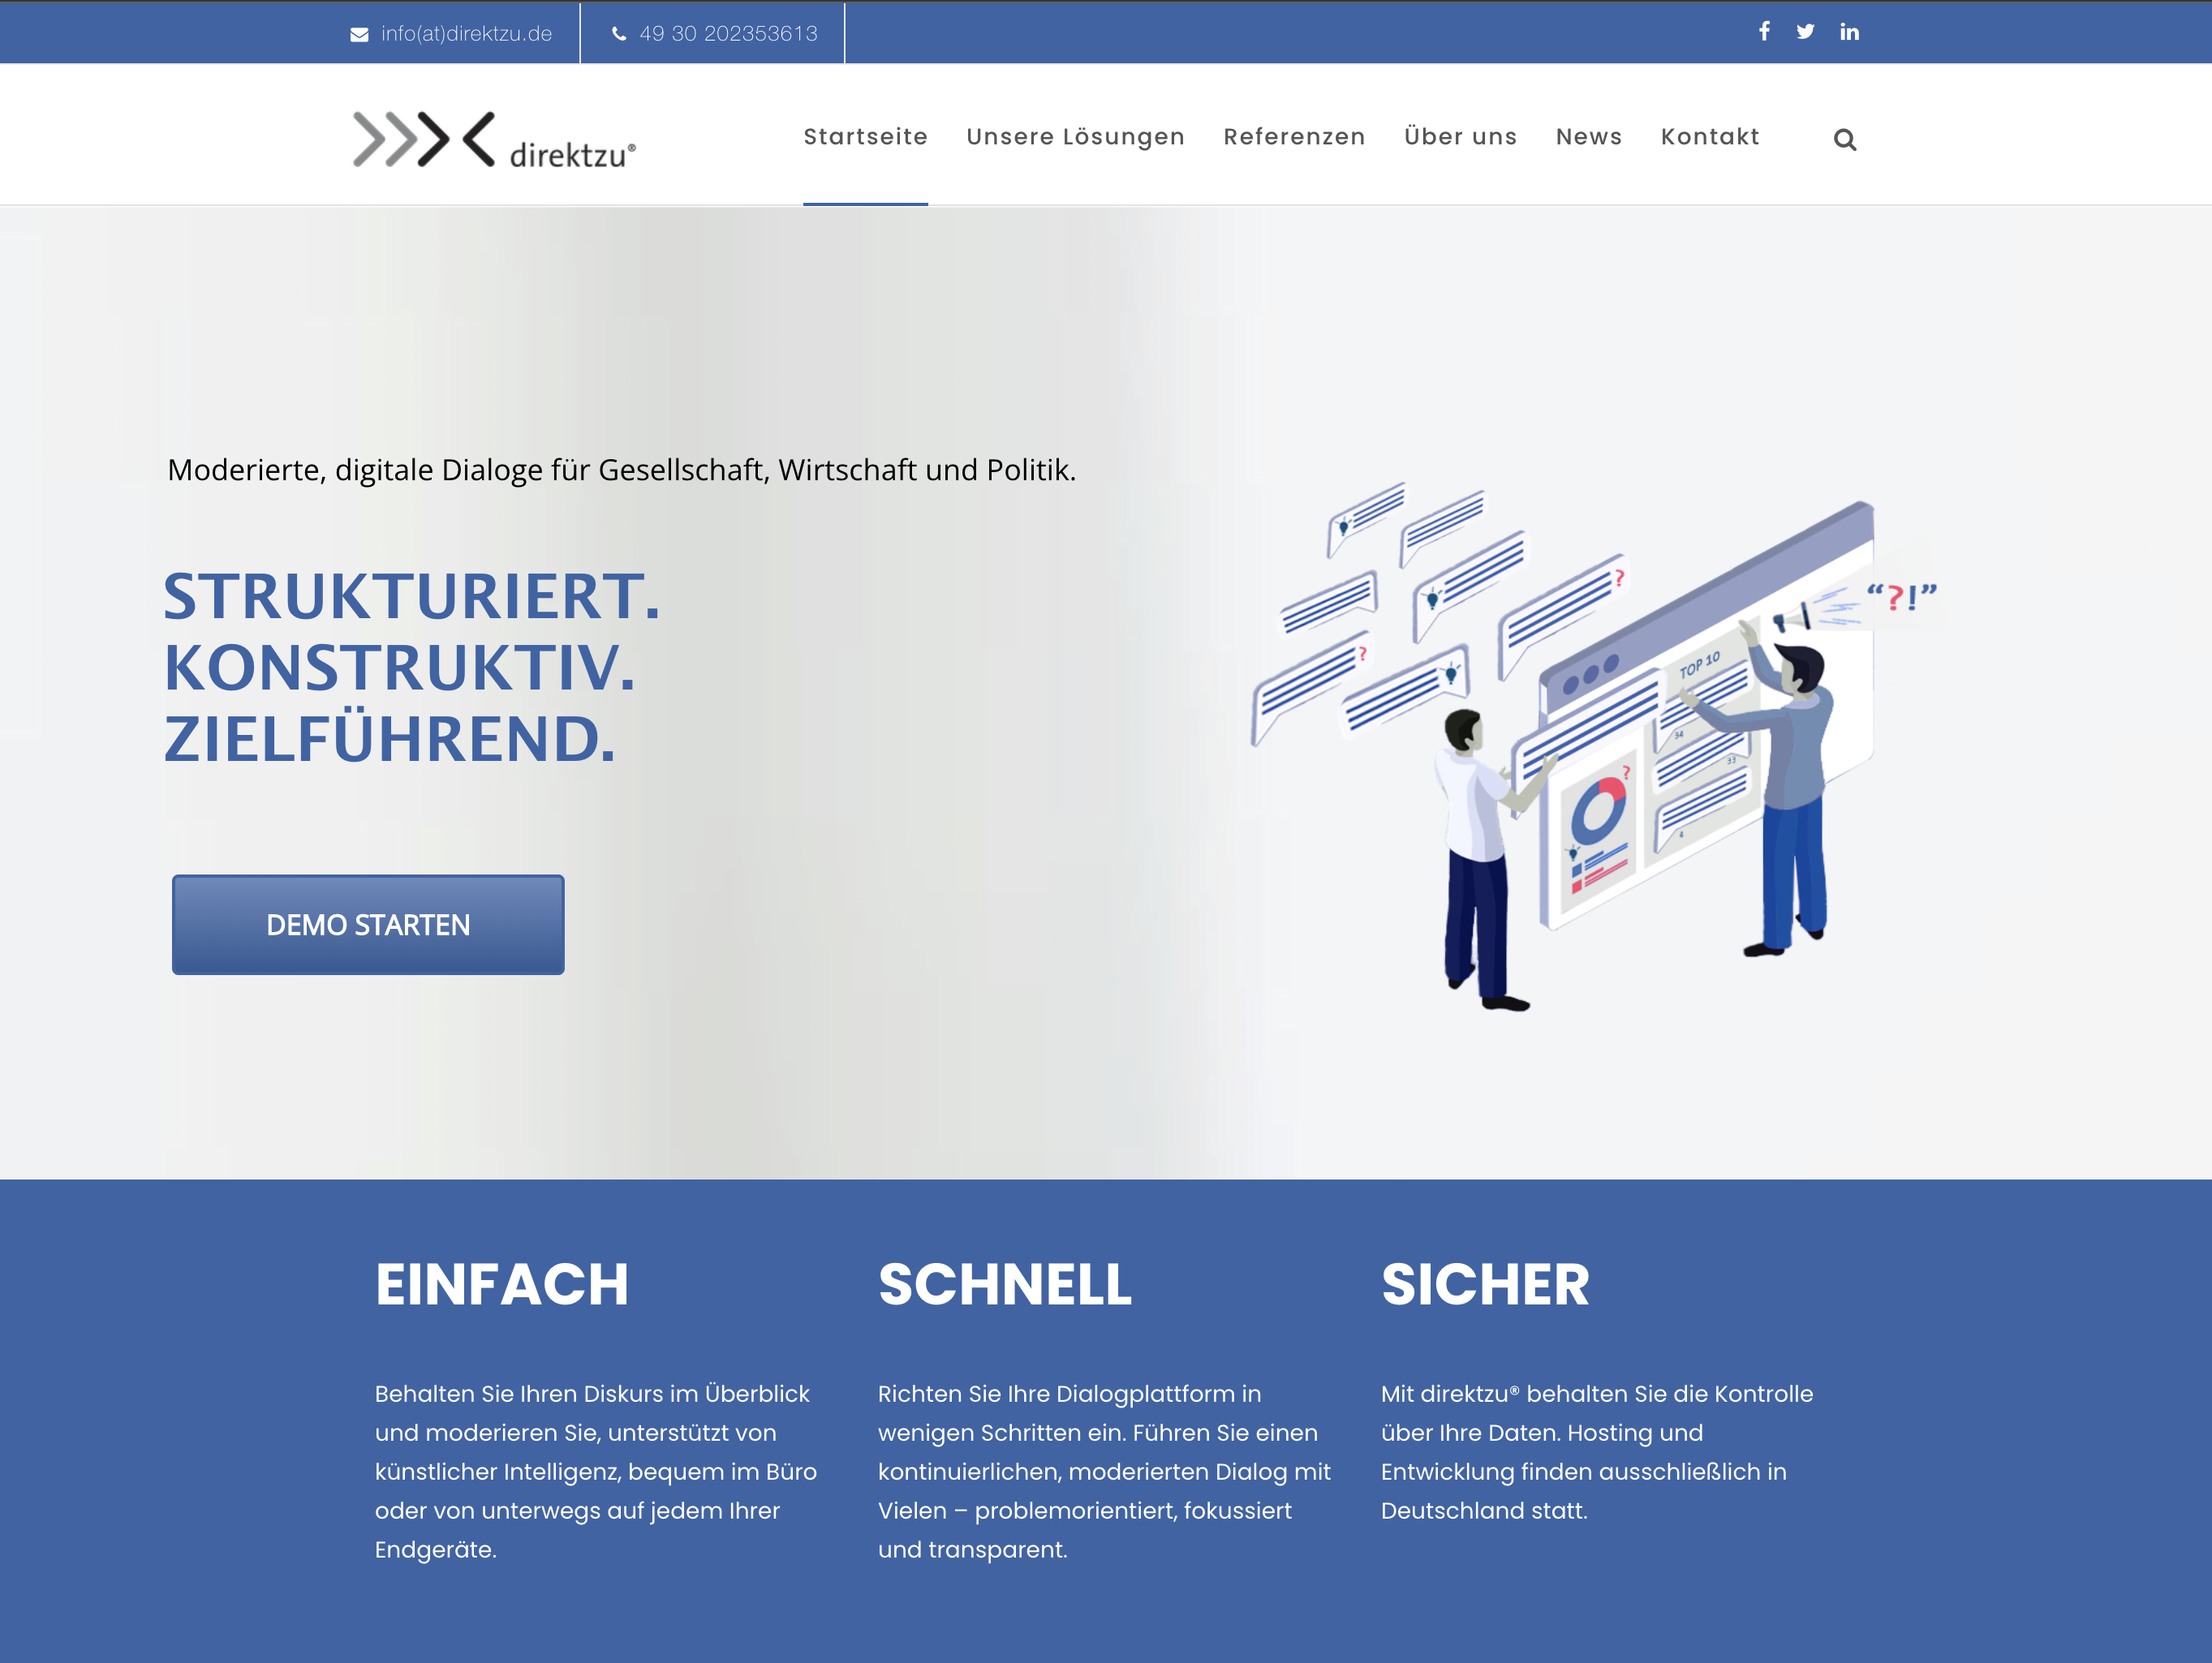 info(at)direktzu.de
49 30 202353613
direktzu®
Startseite
Unsere Lösungen
Referenzen
Über uns
News
Kontakt
Moderierte, digitale Dialoge für Gesellschaft, Wirtschaft und Politik.
STRUKTURIERT.
KONSTRUKTIV.
ZIELFÜHREND.
DEMO STARTEN
?
?
“?!”
TOP 10
34
33
?
4
EINFACH
Behalten Sie Ihren Diskurs im Überblick
und moderieren Sie, unterstützt von
künstlicher Intelligenz, bequem im Büro
oder von unterwegs auf jedem Ihrer
Endgeräte.
SCHNELL
Richten Sie Ihre Dialogplattform in
wenigen Schritten ein. Führen Sie einen
kontinuierlichen, moderierten Dialog mit
Vielen – problemorientiert, fokussiert
und transparent.
SICHER
Mit direktzu® behalten Sie die Kontrolle
über Ihre Daten. Hosting und
Entwicklung finden ausschließlich in
Deutschland statt.